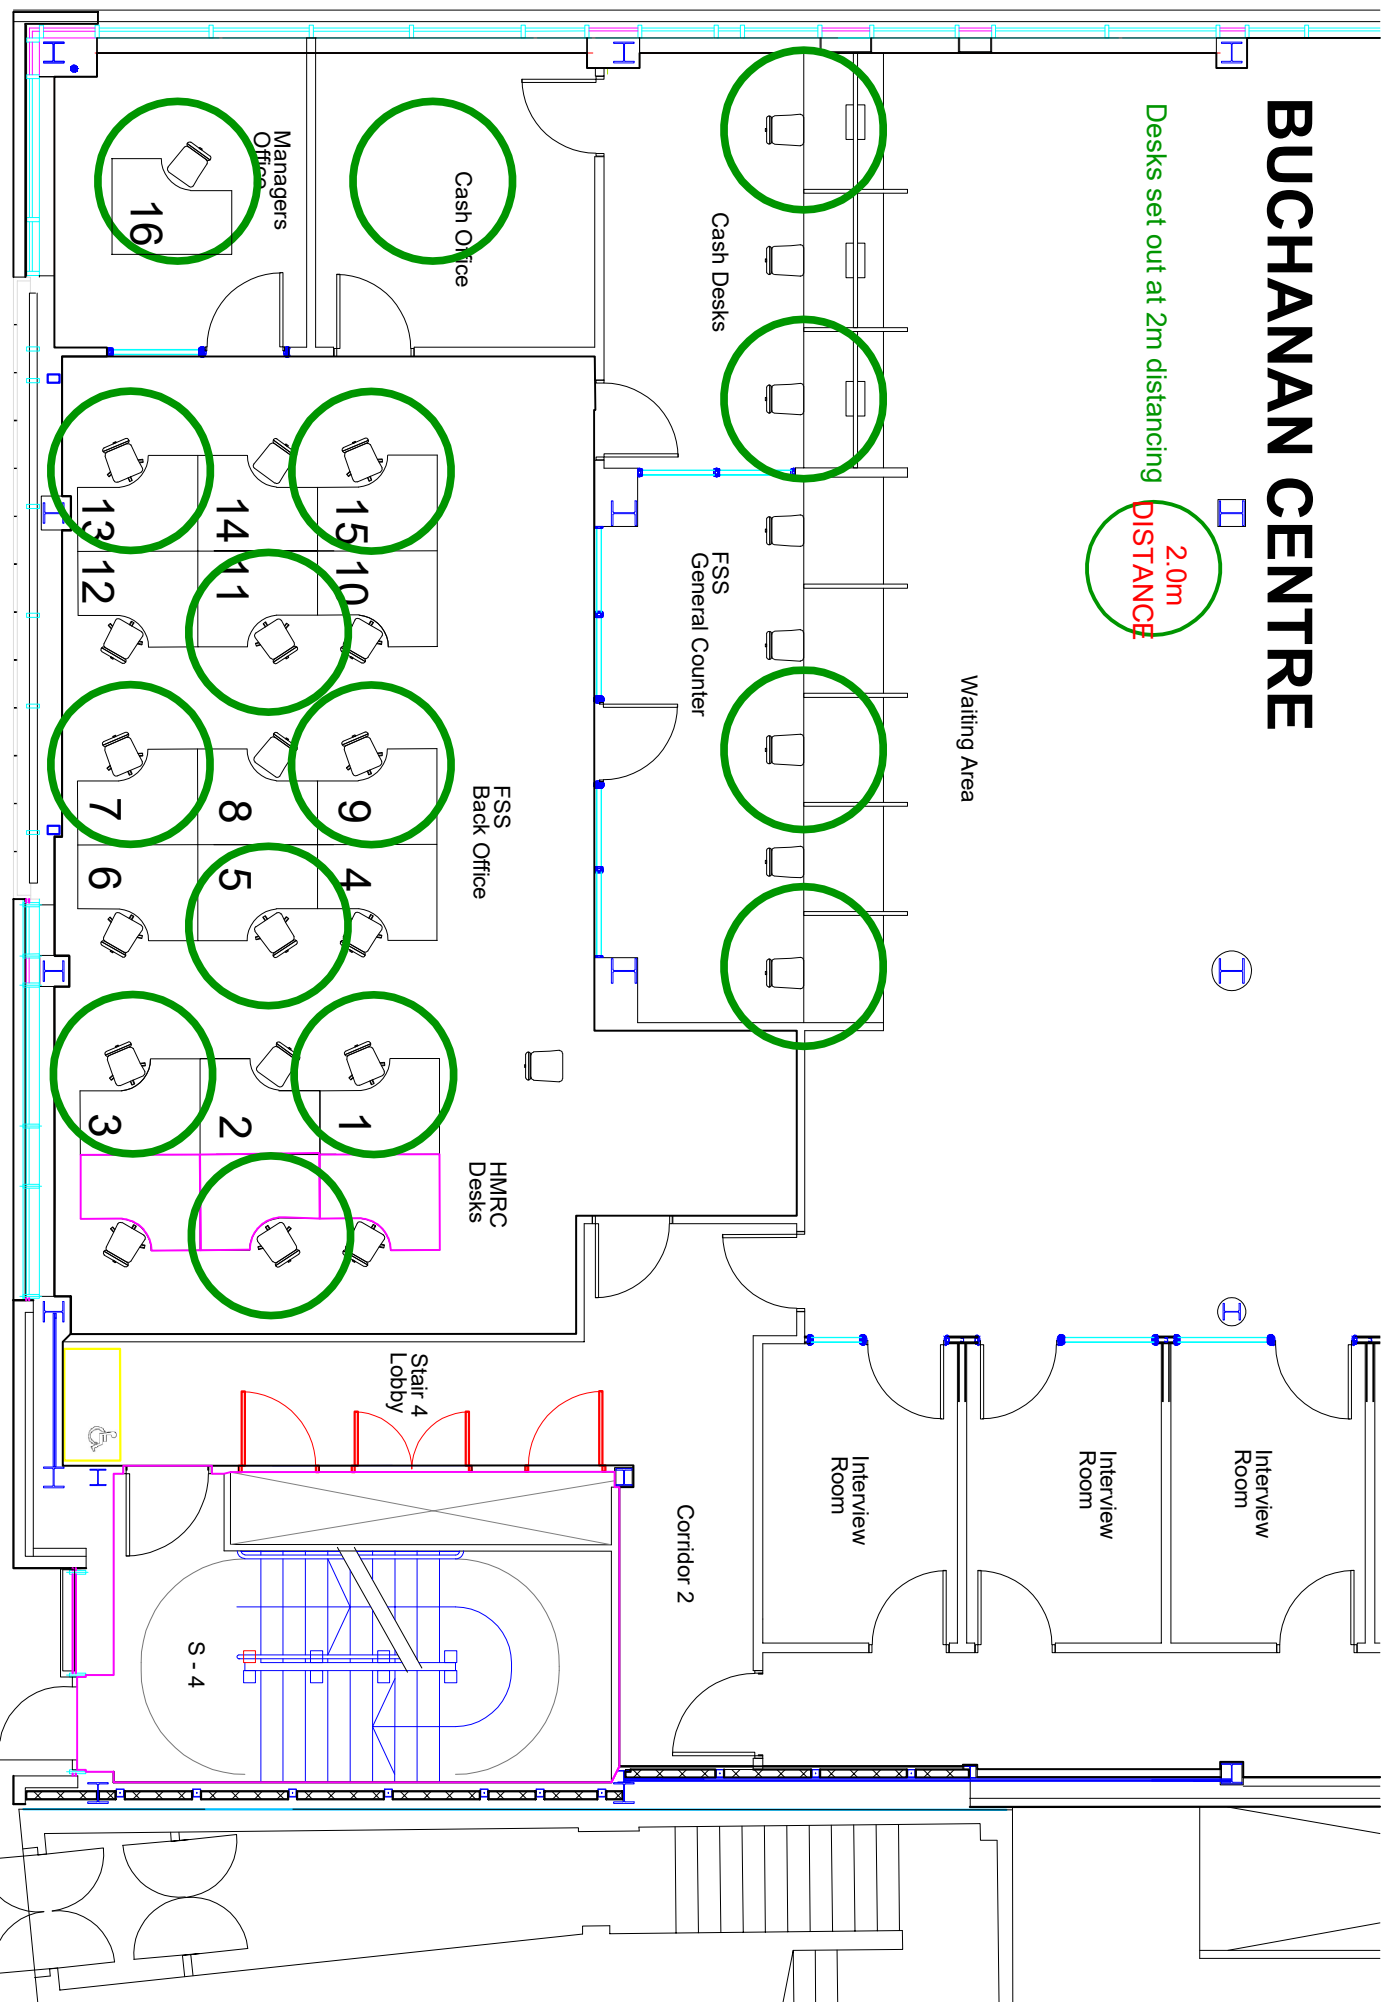 BUCHANAN CENTRE
Desks set out at 2m distancing
2.0m
DISTANCE
Waiting Area
Cash Desks
FSS
General Counter
Cash Office
Managers
Office
16
FSS
Back Office
15
14
13
10
11
12
9
8
7
4
5
6
1
2
3
HMRC
Desks
Stair 4
Lobby
Interview
Room
Interview
Room
Interview
Room
Corridor 2
S - 4